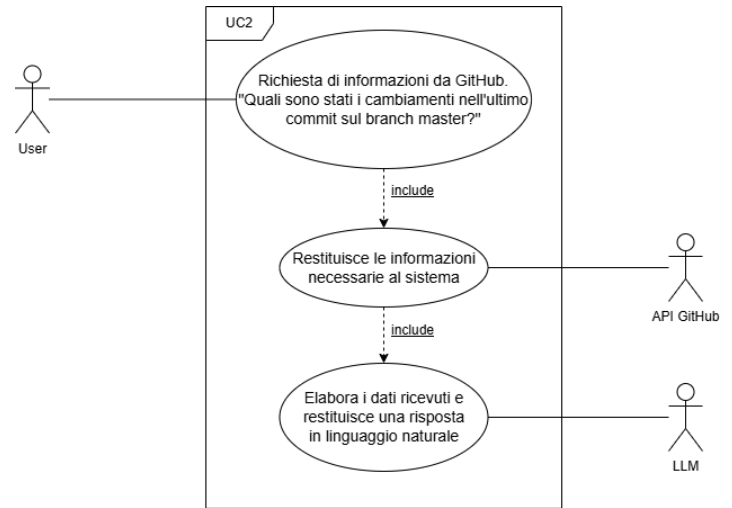 UC2
Richiesta di informazioni da GitHub.
"Quali sono stati i cambiamenti nell'ultimo
commit sul branch master?"
User
include
Restituisce le informazioni
necessarie al sistema
API GitHub
include
Elabora i dati ricevuti e
restituisce una risposta
in linguaggio naturale
LLM